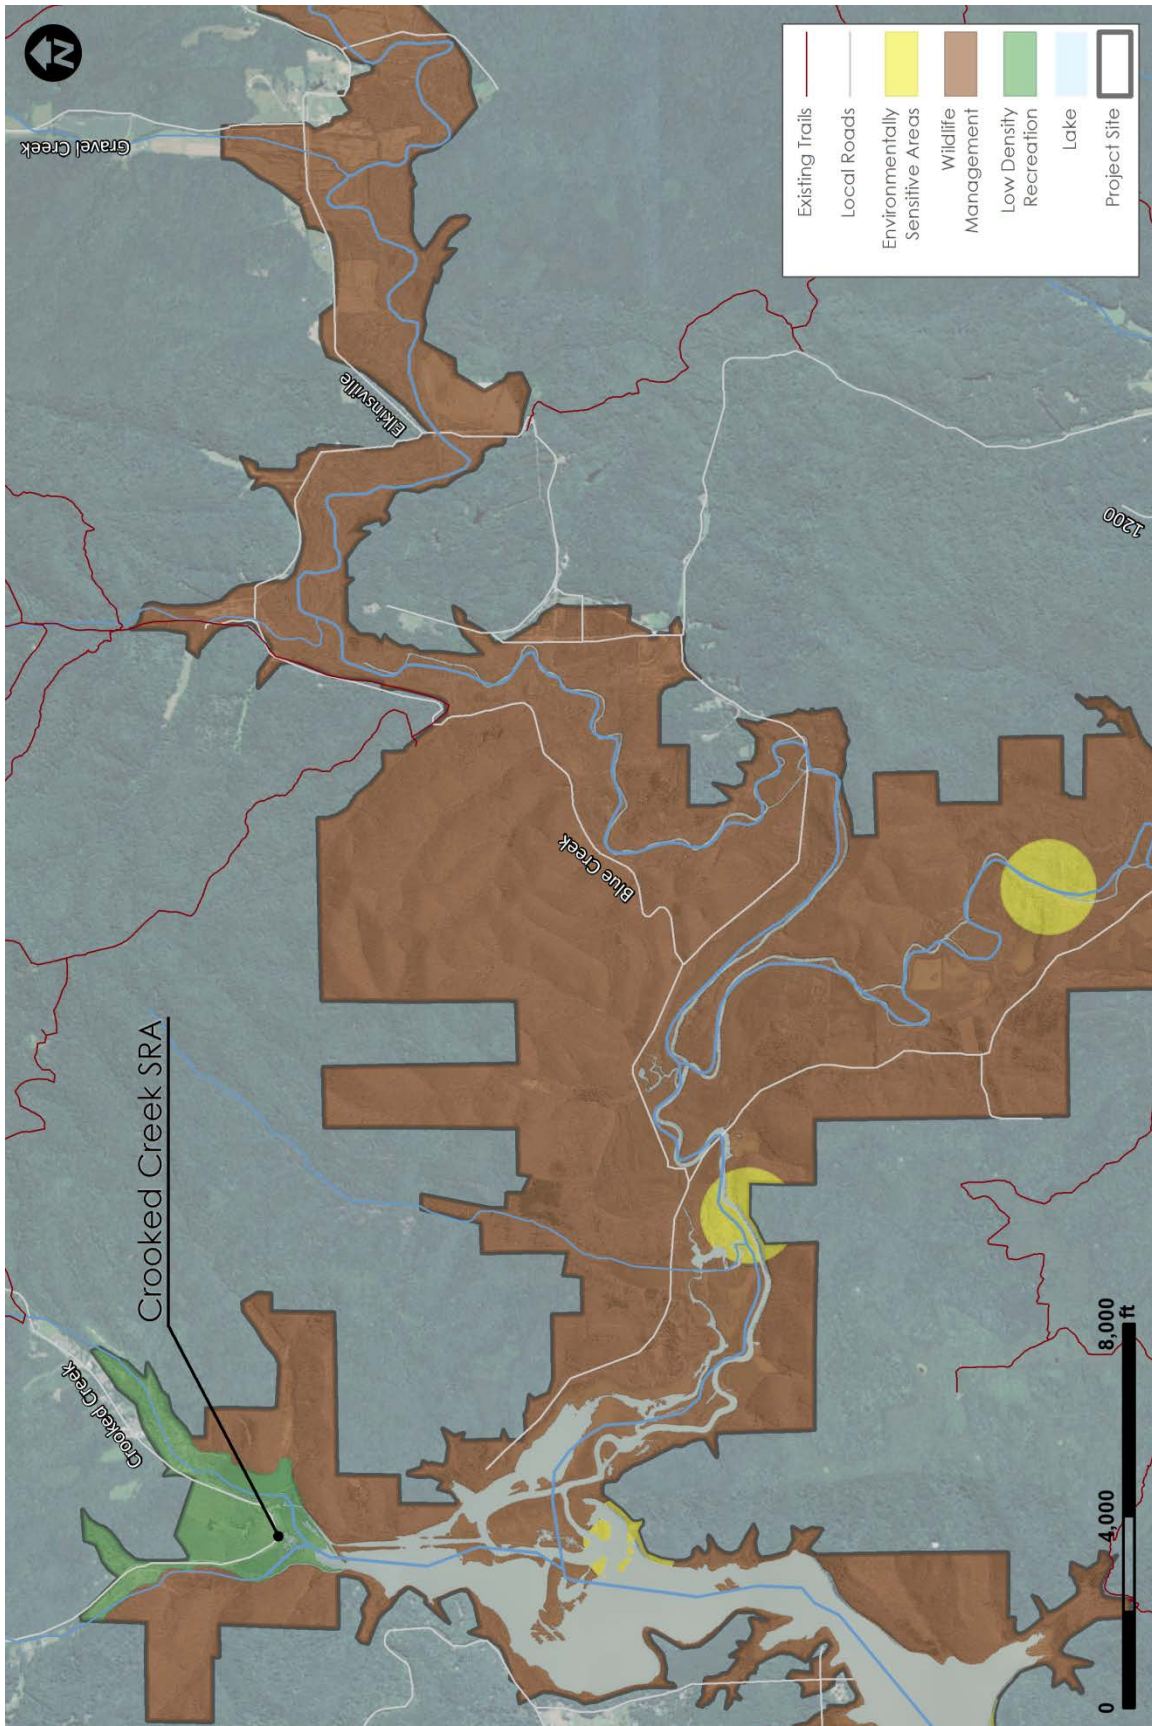 N
Gravel Creek
Existing Trails
Local Roads
Environmentally
Sensitive Areas
Wildlife
Management
Low Density
Recreation
Lake
Project Site
Elkinsville
1200
Blue Creek
Crooked Creek SRA
Crooked Creek
0
4,000
8,000
ft